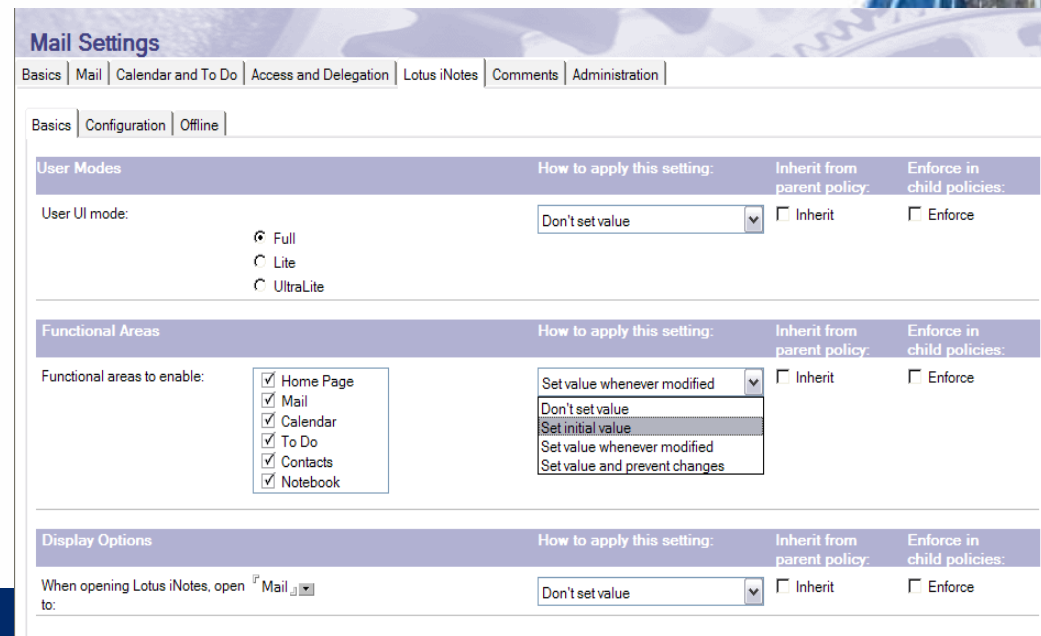 Mail Settings
Basics Mail Calendar and To Do Access and Delegation Lotus iNotes Comments Administration
Basics Configuration Offline
User Modes How to apply this setting: Inherit from parent policy: Enforce in child policies:
User UI mode: Don't set value Inherit Enforce
Full
Lite
UltraLite
Functional Areas How to apply this setting: Inherit from parent policy: Enforce in child policies:
Functional areas to enable: Home Page Set value whenever modified Inherit Enforce
Mail Don't set value
Calendar Set initial value
To Do Set value whenever modified
Contacts Set value and prevent changes
Notebook
Display Options How to apply this setting: Inherit from parent policy: Enforce in child policies:
When opening Lotus iNotes, open Mail Don't set value Inherit Enforce
to: